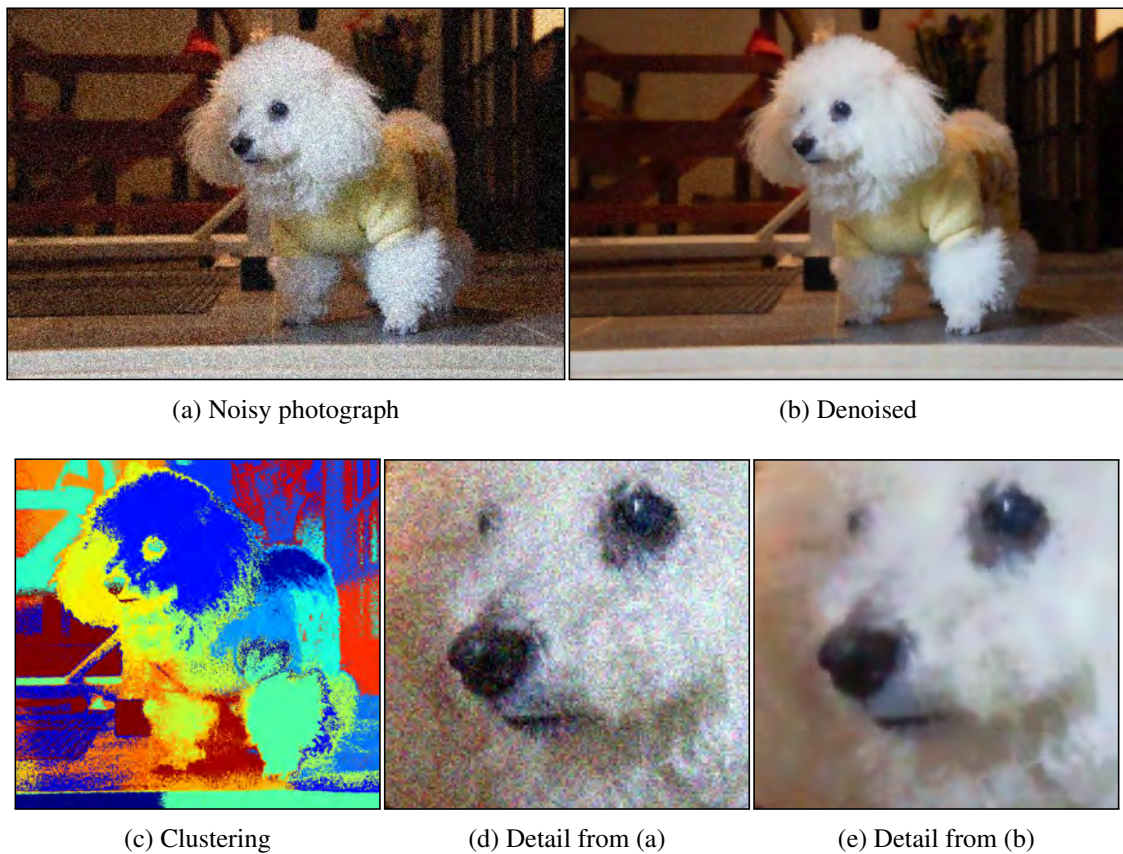 (a) Noisy photograph
(b) Denoised
(c) Clustering
(d) Detail from (a)
(e) Detail from (b)